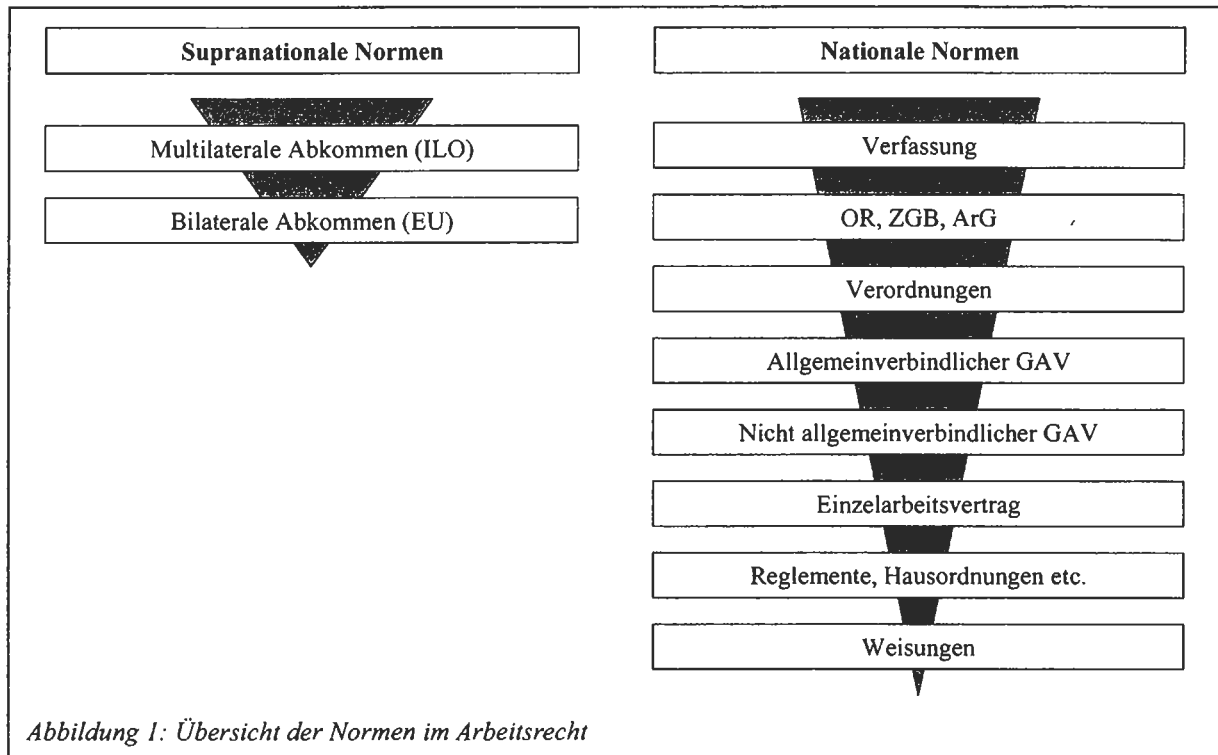 Supranationale Normen
Multilaterale Abkommen (ILO)
Bilaterale Abkommen (EU)
Nationale Normen
Verfassung
OR, ZGB, ArG
Verordnungen
Allgemeinverbindlicher GAV
Nicht allgemeinverbindlicher GAV
Einzelarbeitsvertrag
Reglemente, Hausordnungen etc.
Weisungen
Abbildung 1: Übersicht der Normen im Arbeitsrecht